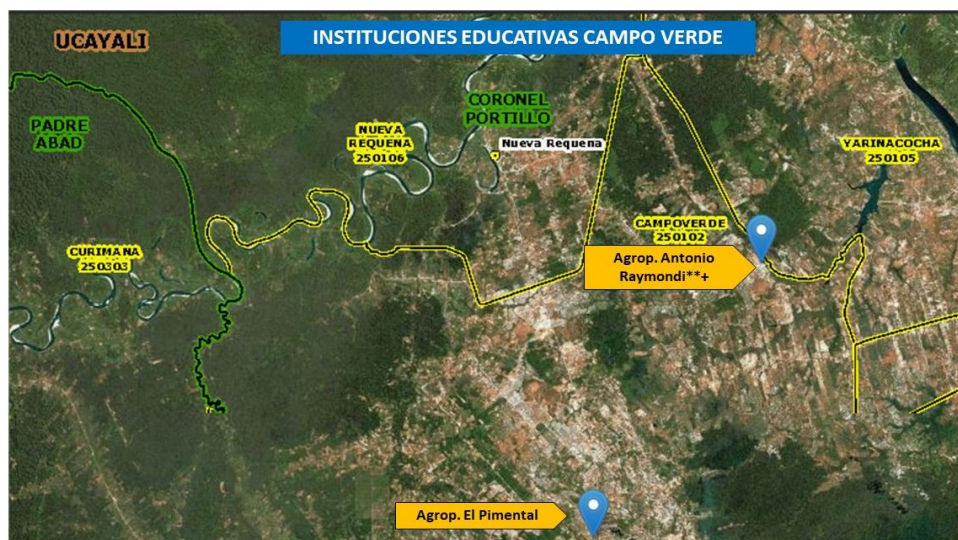 INSTITUCIONES EDUCATIVAS CAMPO VERDE
UCAYALI
PADRE
ABAD
CORONEL
PORTILLO
NUEVA
REQUENA
250106
Nueva Requena
YARINACOCHA
250105
CAMPOVERDE
250102
CURIMANA
250303
Agrop. Antonio
Raymondi**+
Agrop. El Pimental